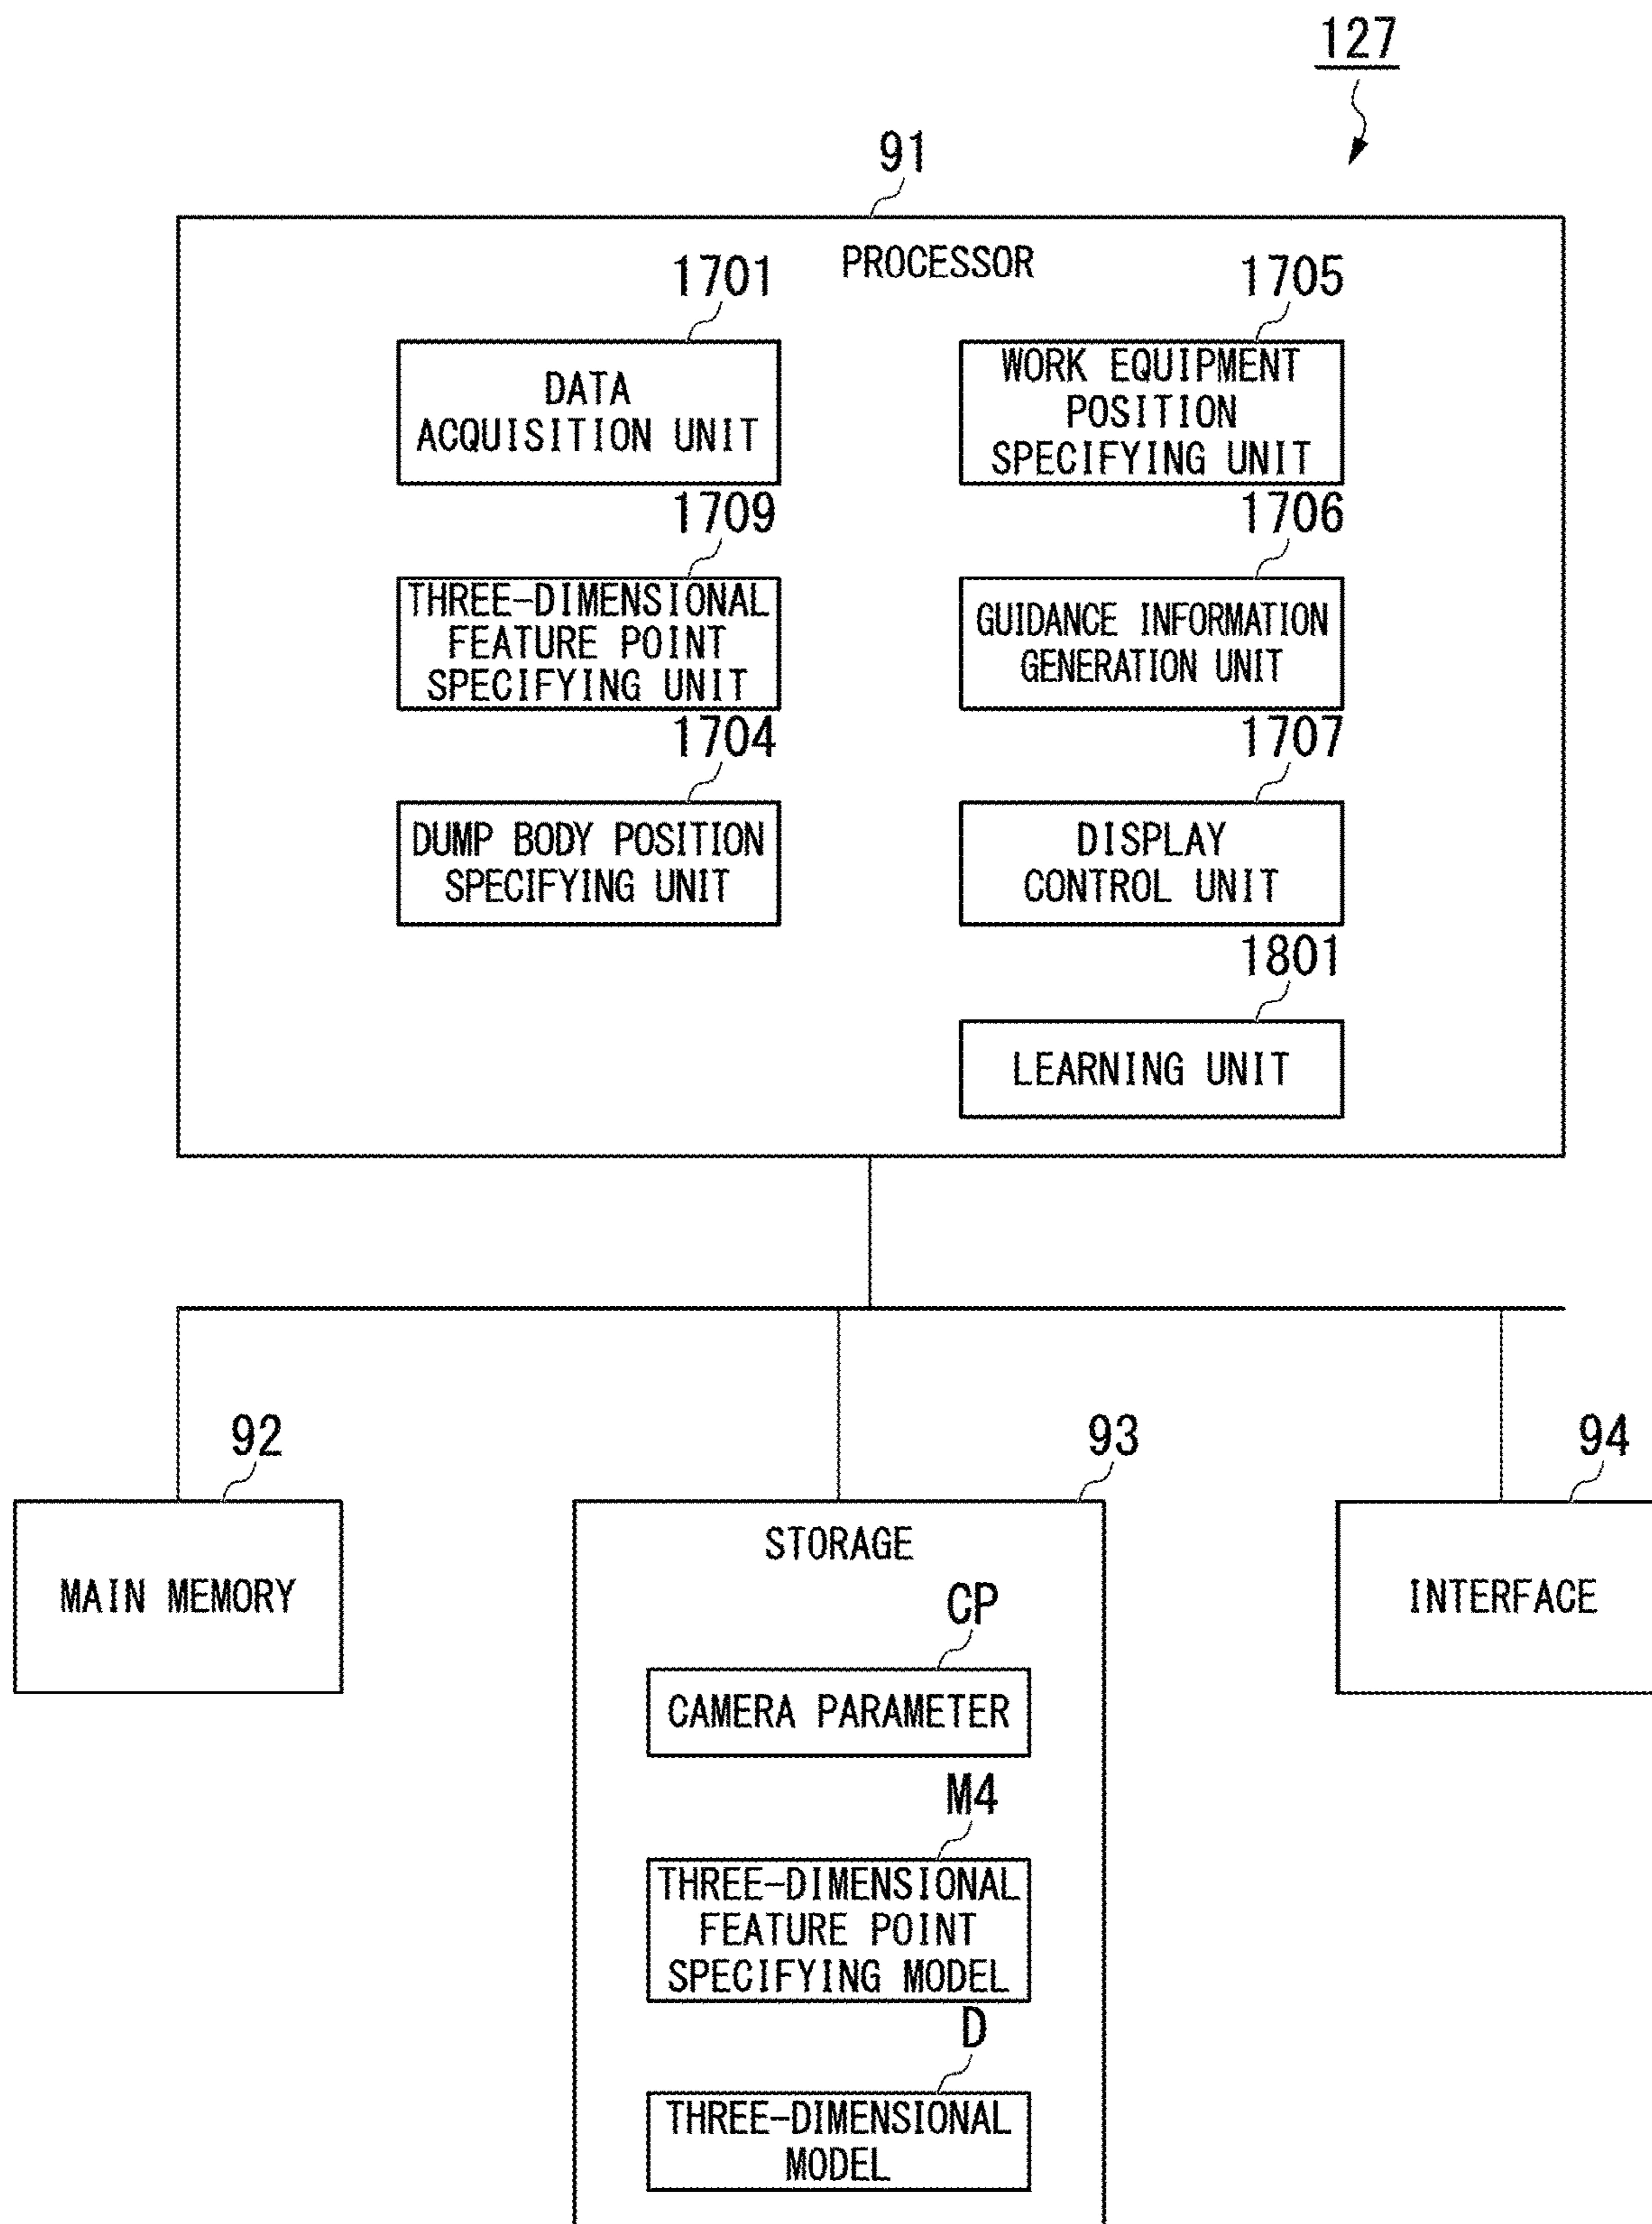 127
91
PROCESSOR
1701
DATA
ACQUISITION UNIT
1705
WORK EQUIPMENT
POSITION
SPECIFYING UNIT
1709
THREE-DIMENSIONAL
FEATURE POINT
SPECIFYING UNIT
1706
GUIDANCE INFORMATION
GENERATION UNIT
1704
DUMP BODY POSITION
SPECIFYING UNIT
1707
DISPLAY
CONTROL UNIT
1801
LEARNING UNIT
92
MAIN MEMORY
93
STORAGE
CP
CAMERA PARAMETER
M4
THREE-DIMENSIONAL
FEATURE POINT
SPECIFYING MODEL
D
THREE-DIMENSIONAL
MODEL
94
INTERFACE